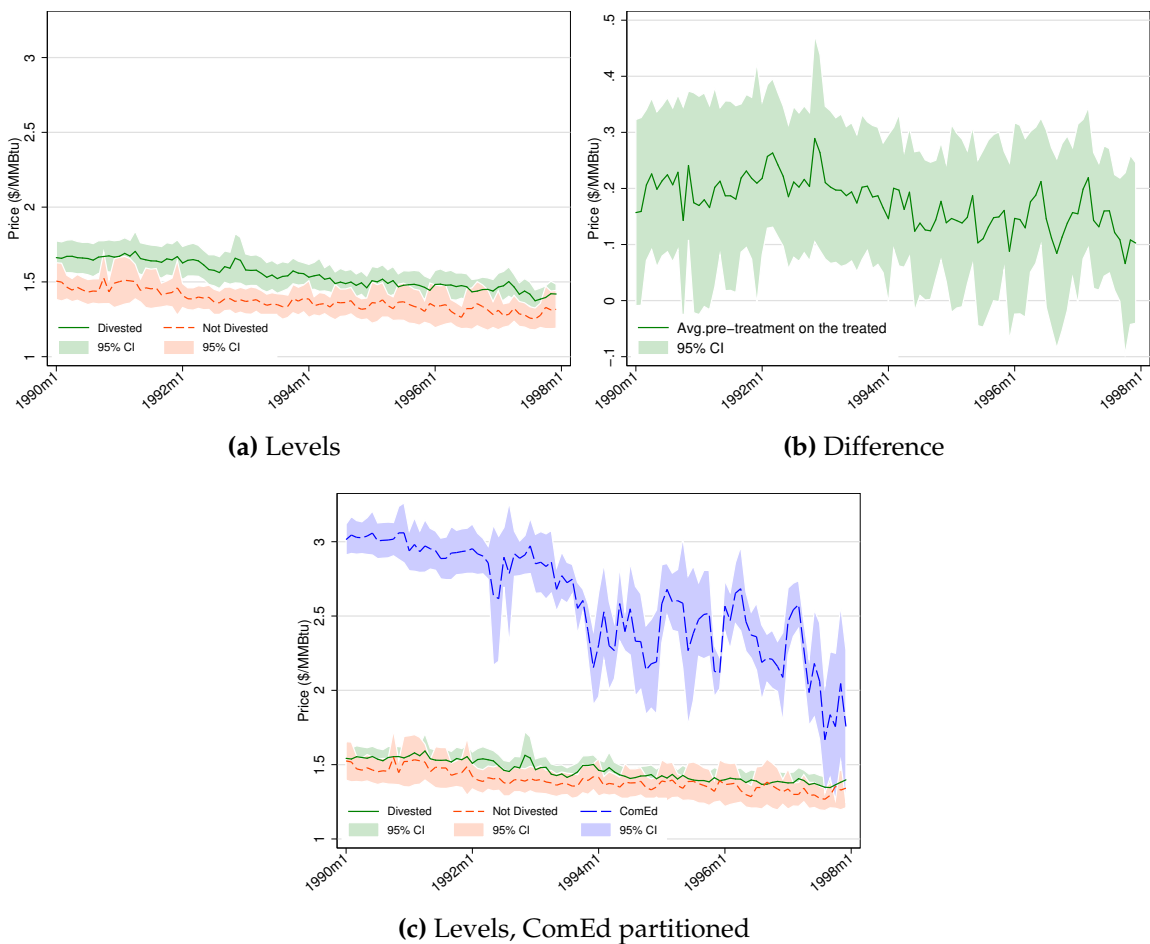 Price ($/MMBtu)
3
2.5
2
1.5
1
Divested
Not Divested
95% CI
95% CI
1990m1
1992m1
1994m1
1996m1
1998m1
(a) Levels
Price ($/MMBtu)
.5
.4
.3
.2
.1
0
-.1
Avg.pre−treatment on the treated
95% CI
1990m1
1992m1
1994m1
1996m1
1998m1
(b) Difference
Price ($/MMBtu)
3
2.5
2
1.5
1
Divested
Not Divested
ComEd
95% CI
95% CI
95% CI
1990m1
1992m1
1994m1
1996m1
1998m1
(c) Levels, ComEd partitioned